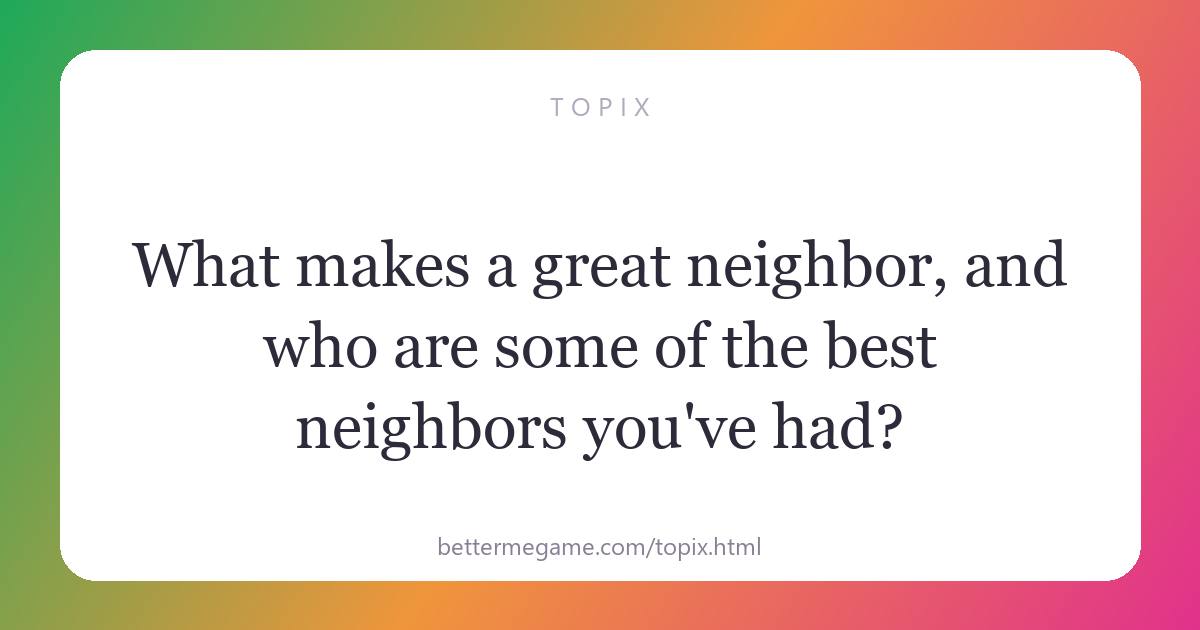 TOPIX
What makes a great neighbor, and
who are some of the best
neighbors you've had?
bettermegame.com/topix.html